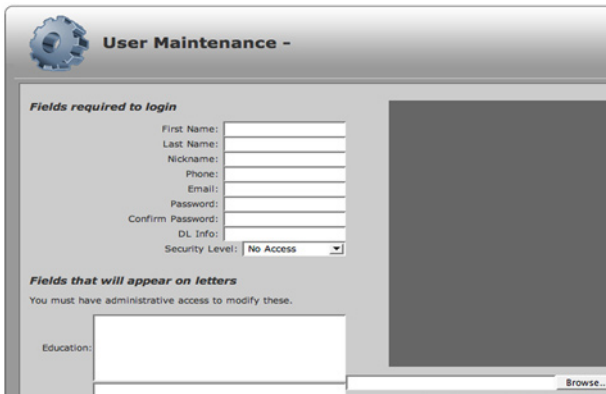 User Maintenance -
Fields required to login
First Name:
Last Name:
Nickname:
Phone:
Email:
Password:
Confirm Password:
DL Info:
Security Level: No Access
Fields that will appear on letters
You must have administrative access to modify these.
Education:
Browse...